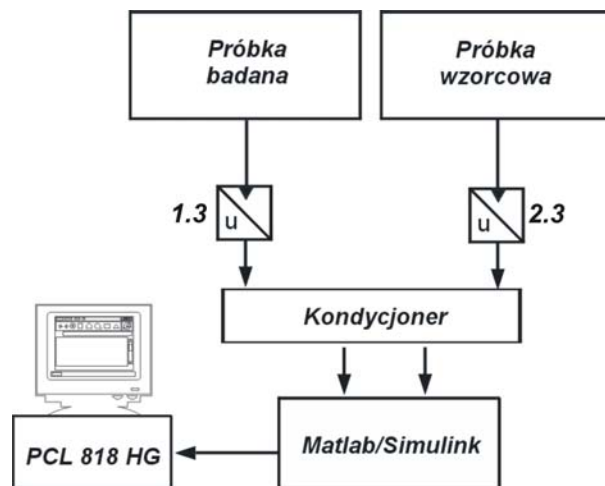 Próbka
badana
Próbka
wzorcowa
1.3
u
u
2.3
Kondycjoner
Matlab/Simulink
PCL 818 HG